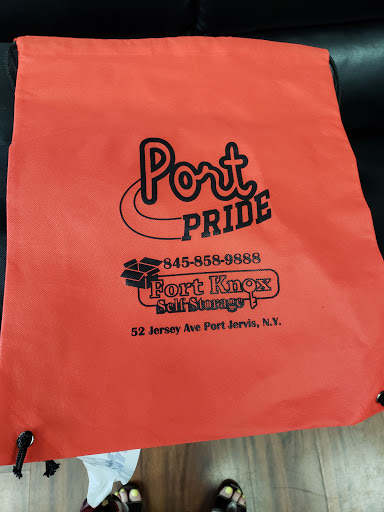 Port
PRIDE
845-858-9888
Fort Knox
Self Storage
52 Jersey Ave Port Jervis, N.Y.